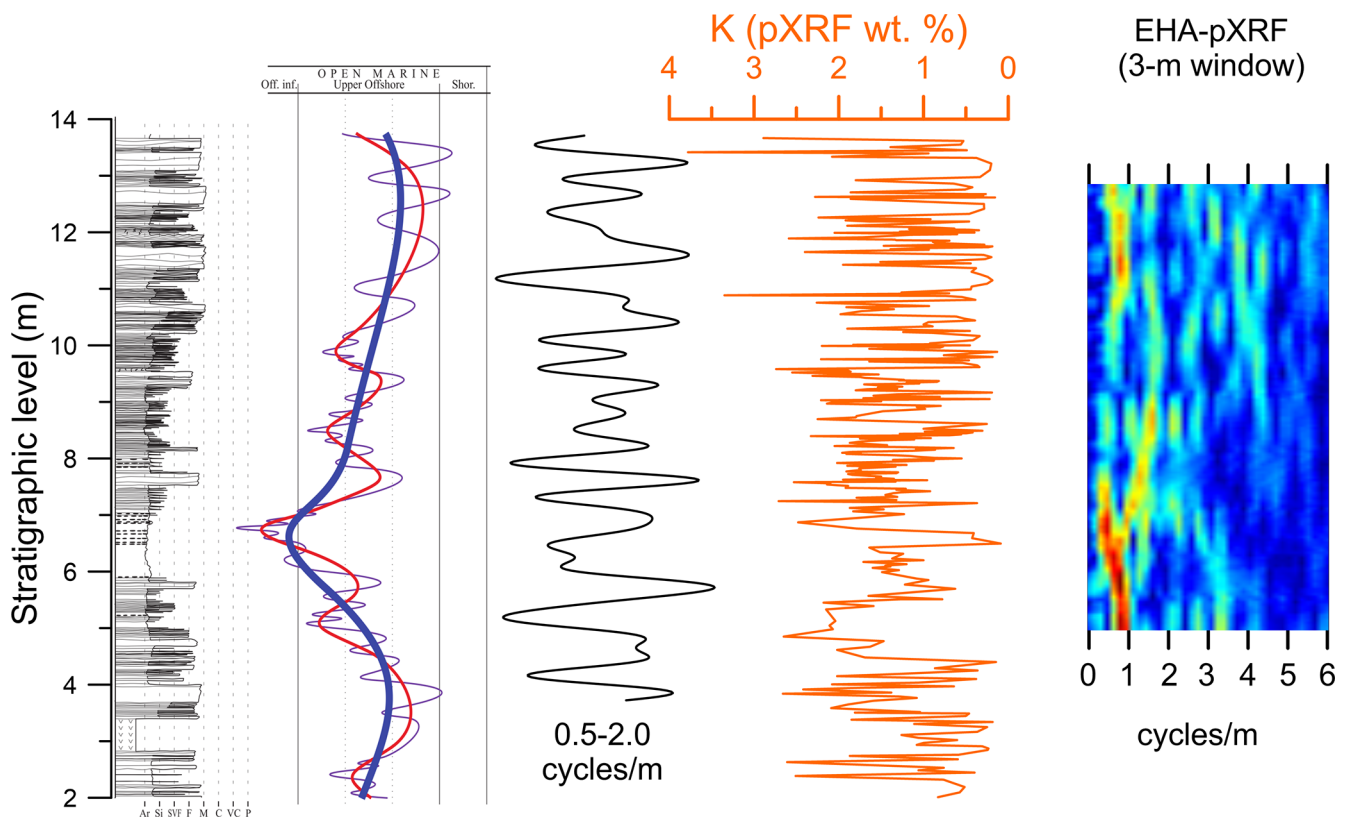 K (pXRF wt. %)
4 3 2 1 0
EHA-pXRF
(3-m window)
OPEN MARINE
Off. inf. Upper Offshore Shor.
Stratigraphic level (m)
14
12
10
8
6
4
2
Ar Si SVF F M C VC P
0.5-2.0
cycles/m
0 1 2 3 4 5 6
cycles/m